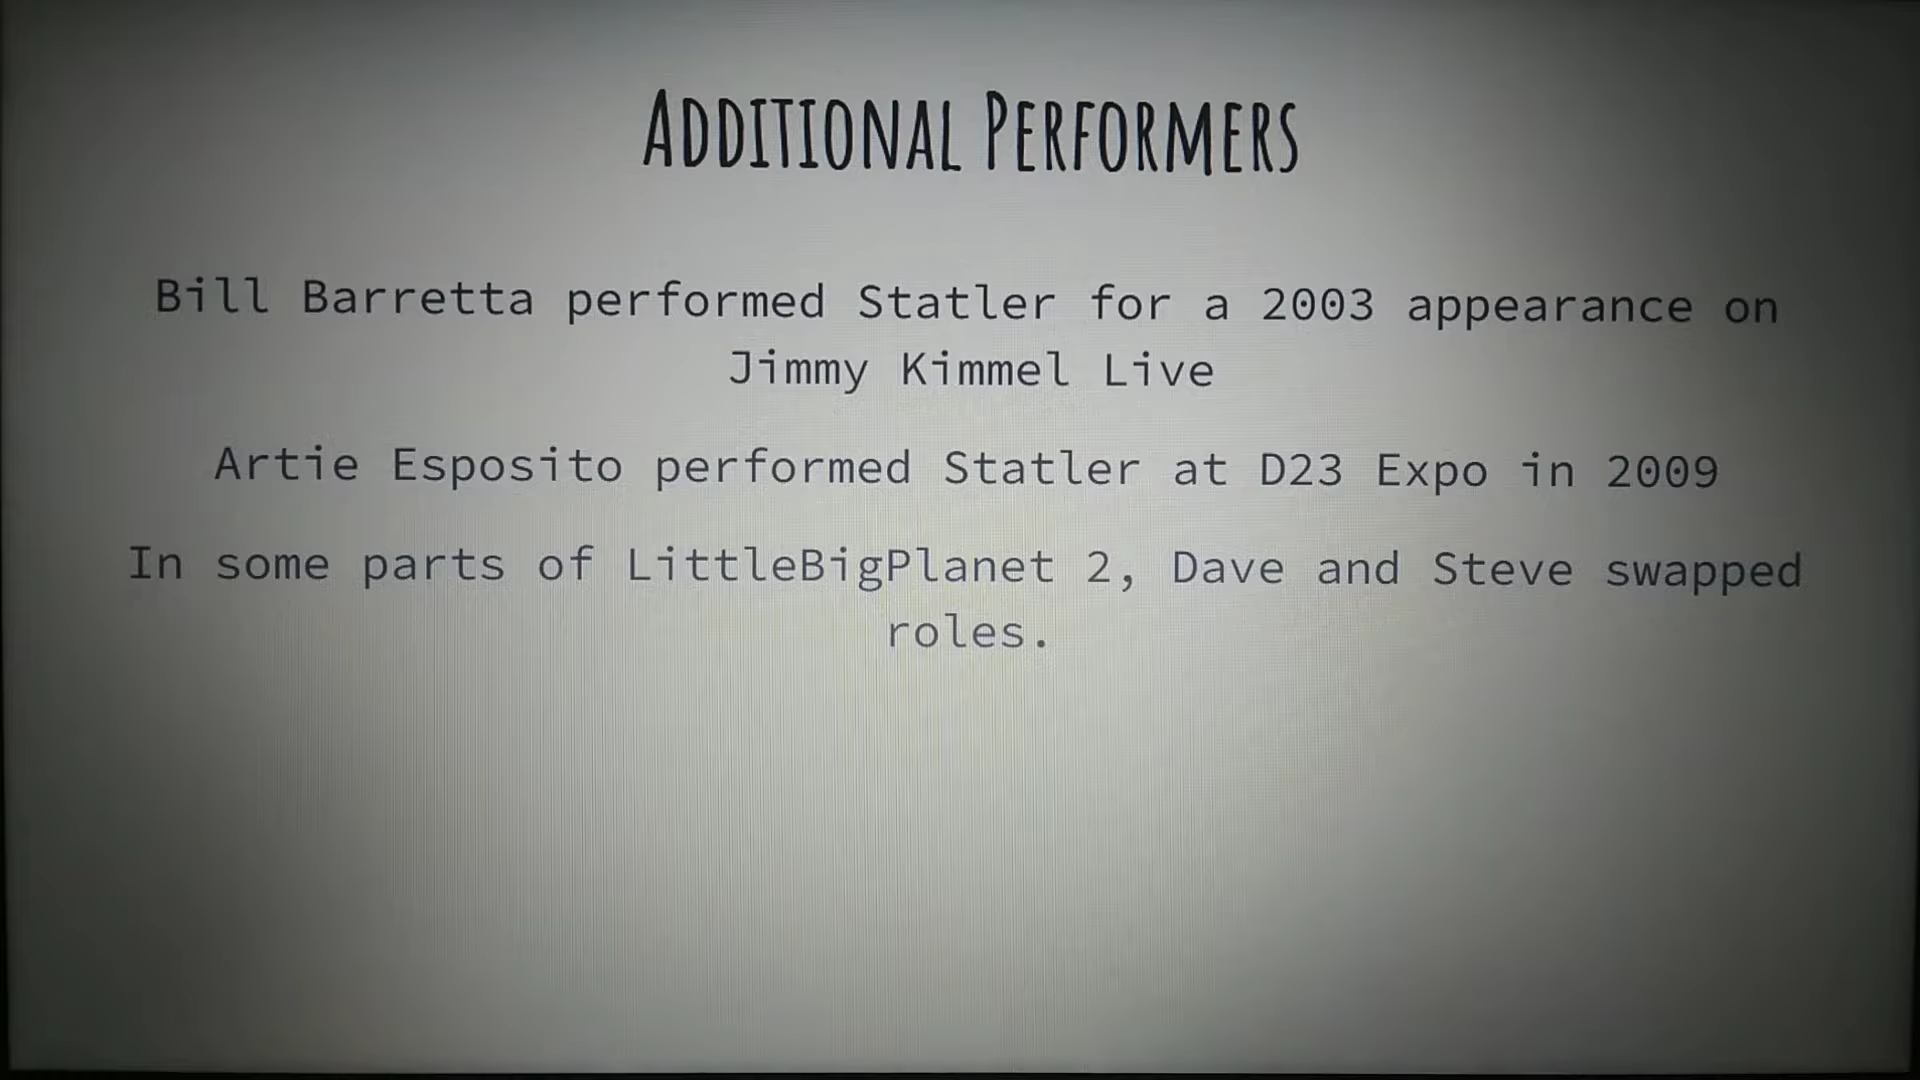 Additional Performers
Bill Barretta performed Statler for a 2003 appearance on
Jimmy Kimmel Live
Artie Esposito performed Statler at D23 Expo in 2009
In some parts of LittleBigPlanet 2, Dave and Steve swapped
roles.